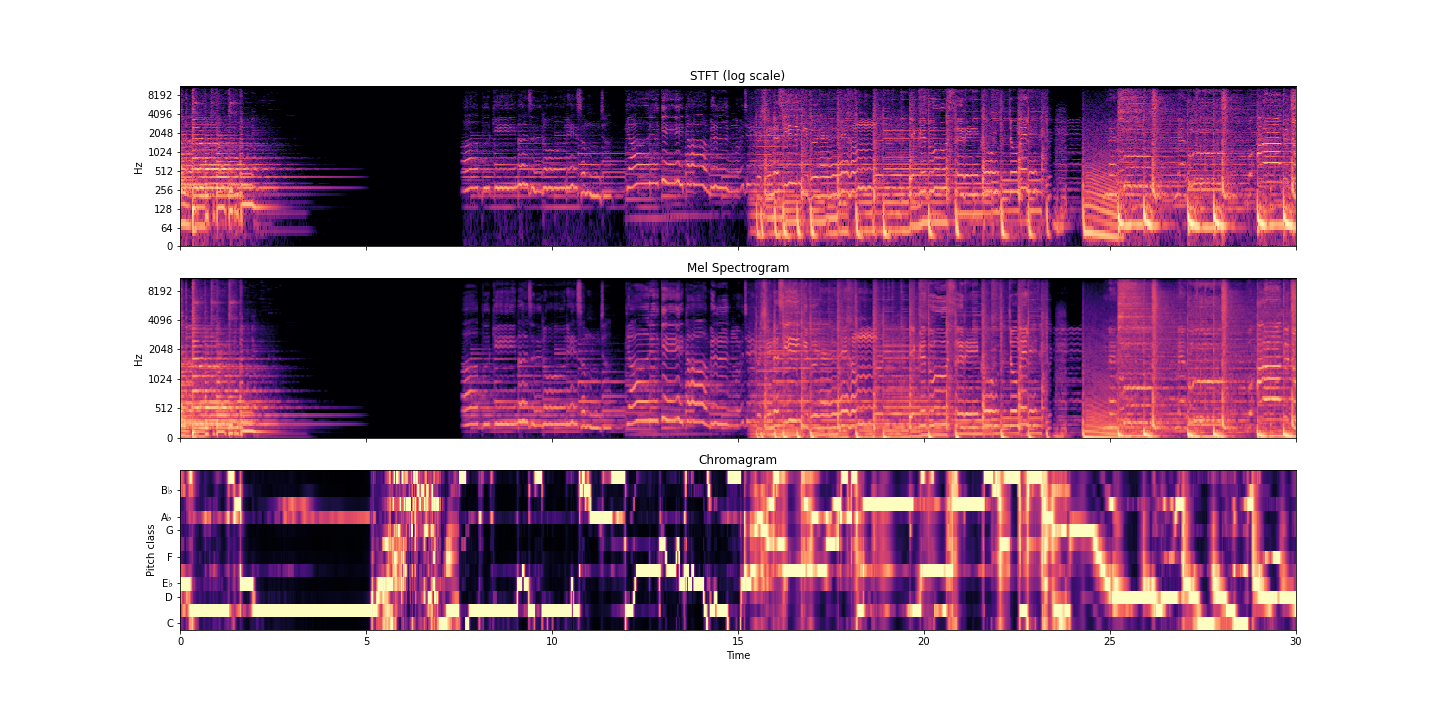 STFT (log scale)
8192
4096
2048
1024
512
256
128
64
0
Hz
Mel Spectrogram
8192
4096
2048
1024
512
0
Hz
Chromagram
B♭
A♭
G
F
E♭
D
C
Pitch class
0 5 10 15 20 25 30
Time